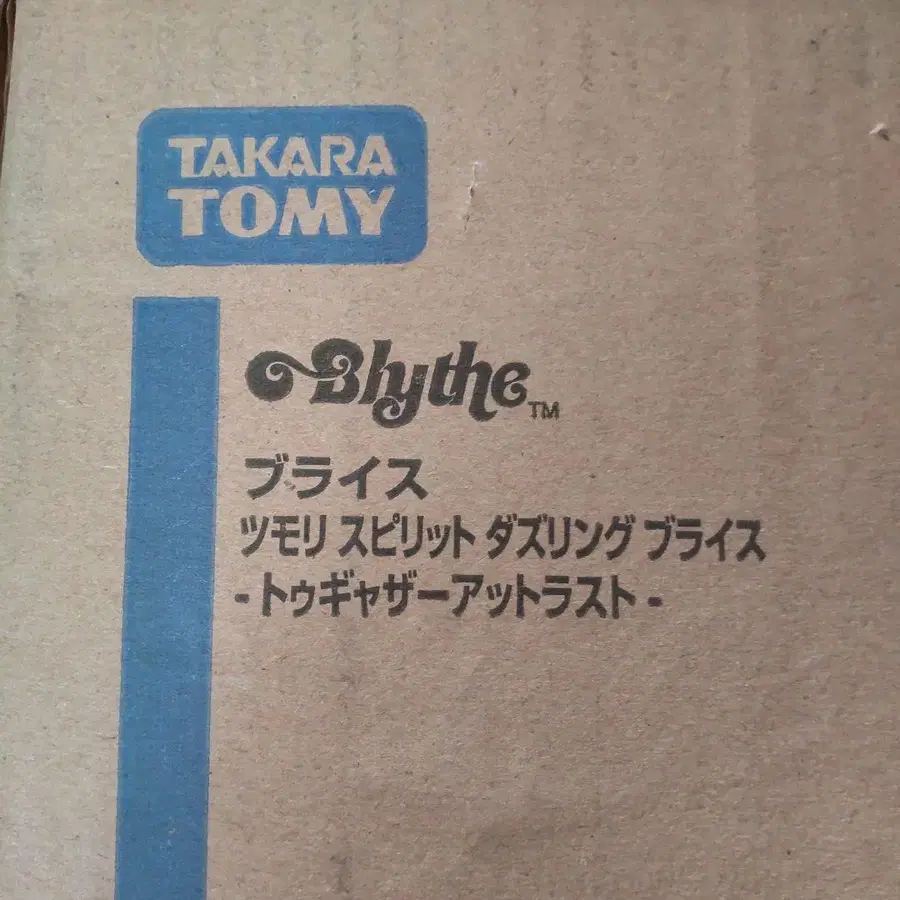 TAKARA
TOMY
Blythe™
ブライス
ツモリ スピリット ダズリング ブライス
- トゥギャザーアットラスト -